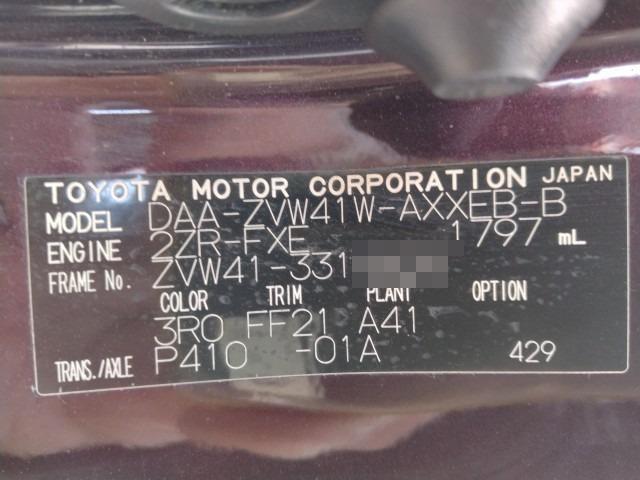 TOYOTA MOTOR CORPORATION JAPAN
MODEL DAA-ZVW41W-AXXEB-B
ENGINE 2ZR-FXE 1797 mL
FRAME No. ZVW41-331
COLOR TRIM PLANT OPTION
3R0 FF21 A41
TRANS./AXLE P410 -01A 429